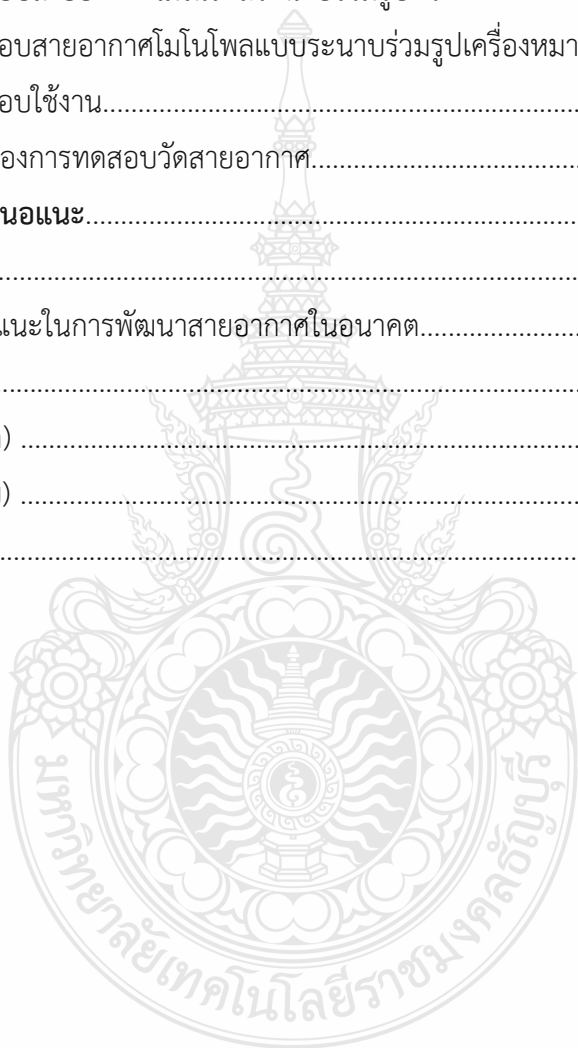 อบสายอากาศโมโนโพลแบบระนาบร่วมรูปเครื่องหมา
อบใช้งาน
องการทดสอบวัดสายอากาศ
นอแนะ
แนะในการพัฒนาสายอากาศในอนาคต
มหาวิทยาลัยเทคโนโลยีราชมงคลธัญบุรี